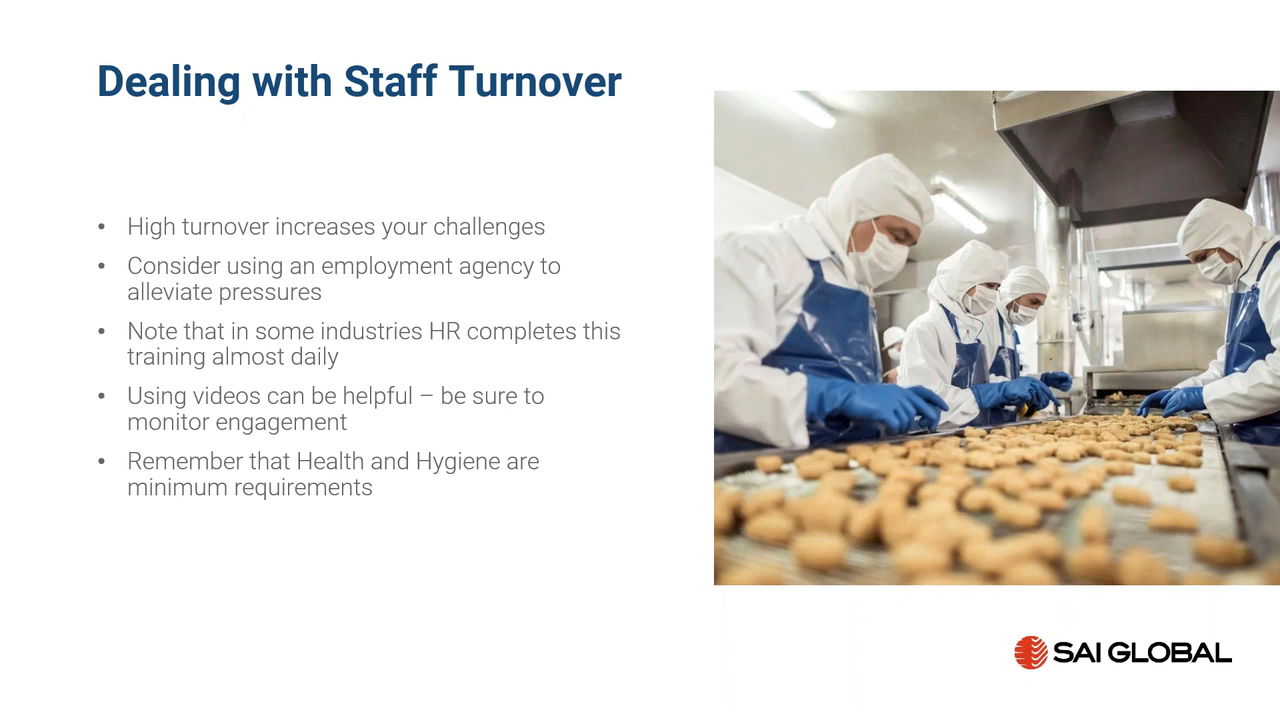 Dealing with Staff Turnover
• High turnover increases your challenges
• Consider using an employment agency to
alleviate pressures
• Note that in some industries HR completes this
training almost daily
• Using videos can be helpful – be sure to
monitor engagement
• Remember that Health and Hygiene are
minimum requirements
SAI GLOBAL